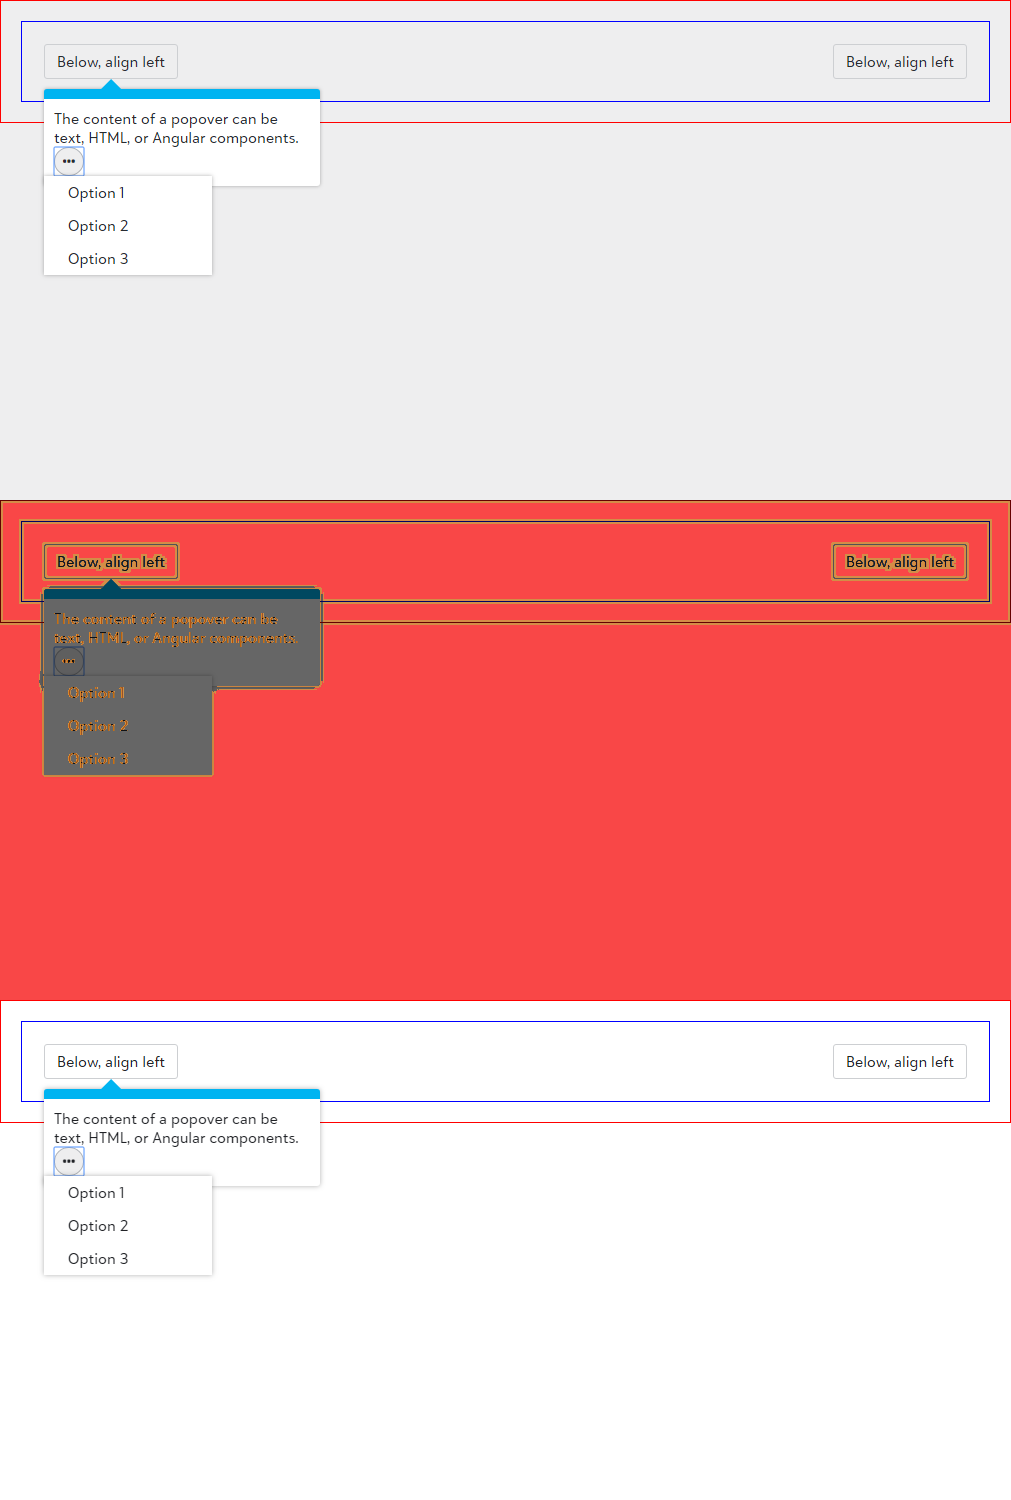 Below, align left
Below, align left
The content of a popover can be
text, HTML, or Angular components.
Option 1
Option 2
Option 3
Below, align left
Below, align left
The content of a popover can be
text, HTML, or Angular components.
Option 1
Option 2
Option 3
Below, align left
Below, align left
The content of a popover can be
text, HTML, or Angular components.
Option 1
Option 2
Option 3